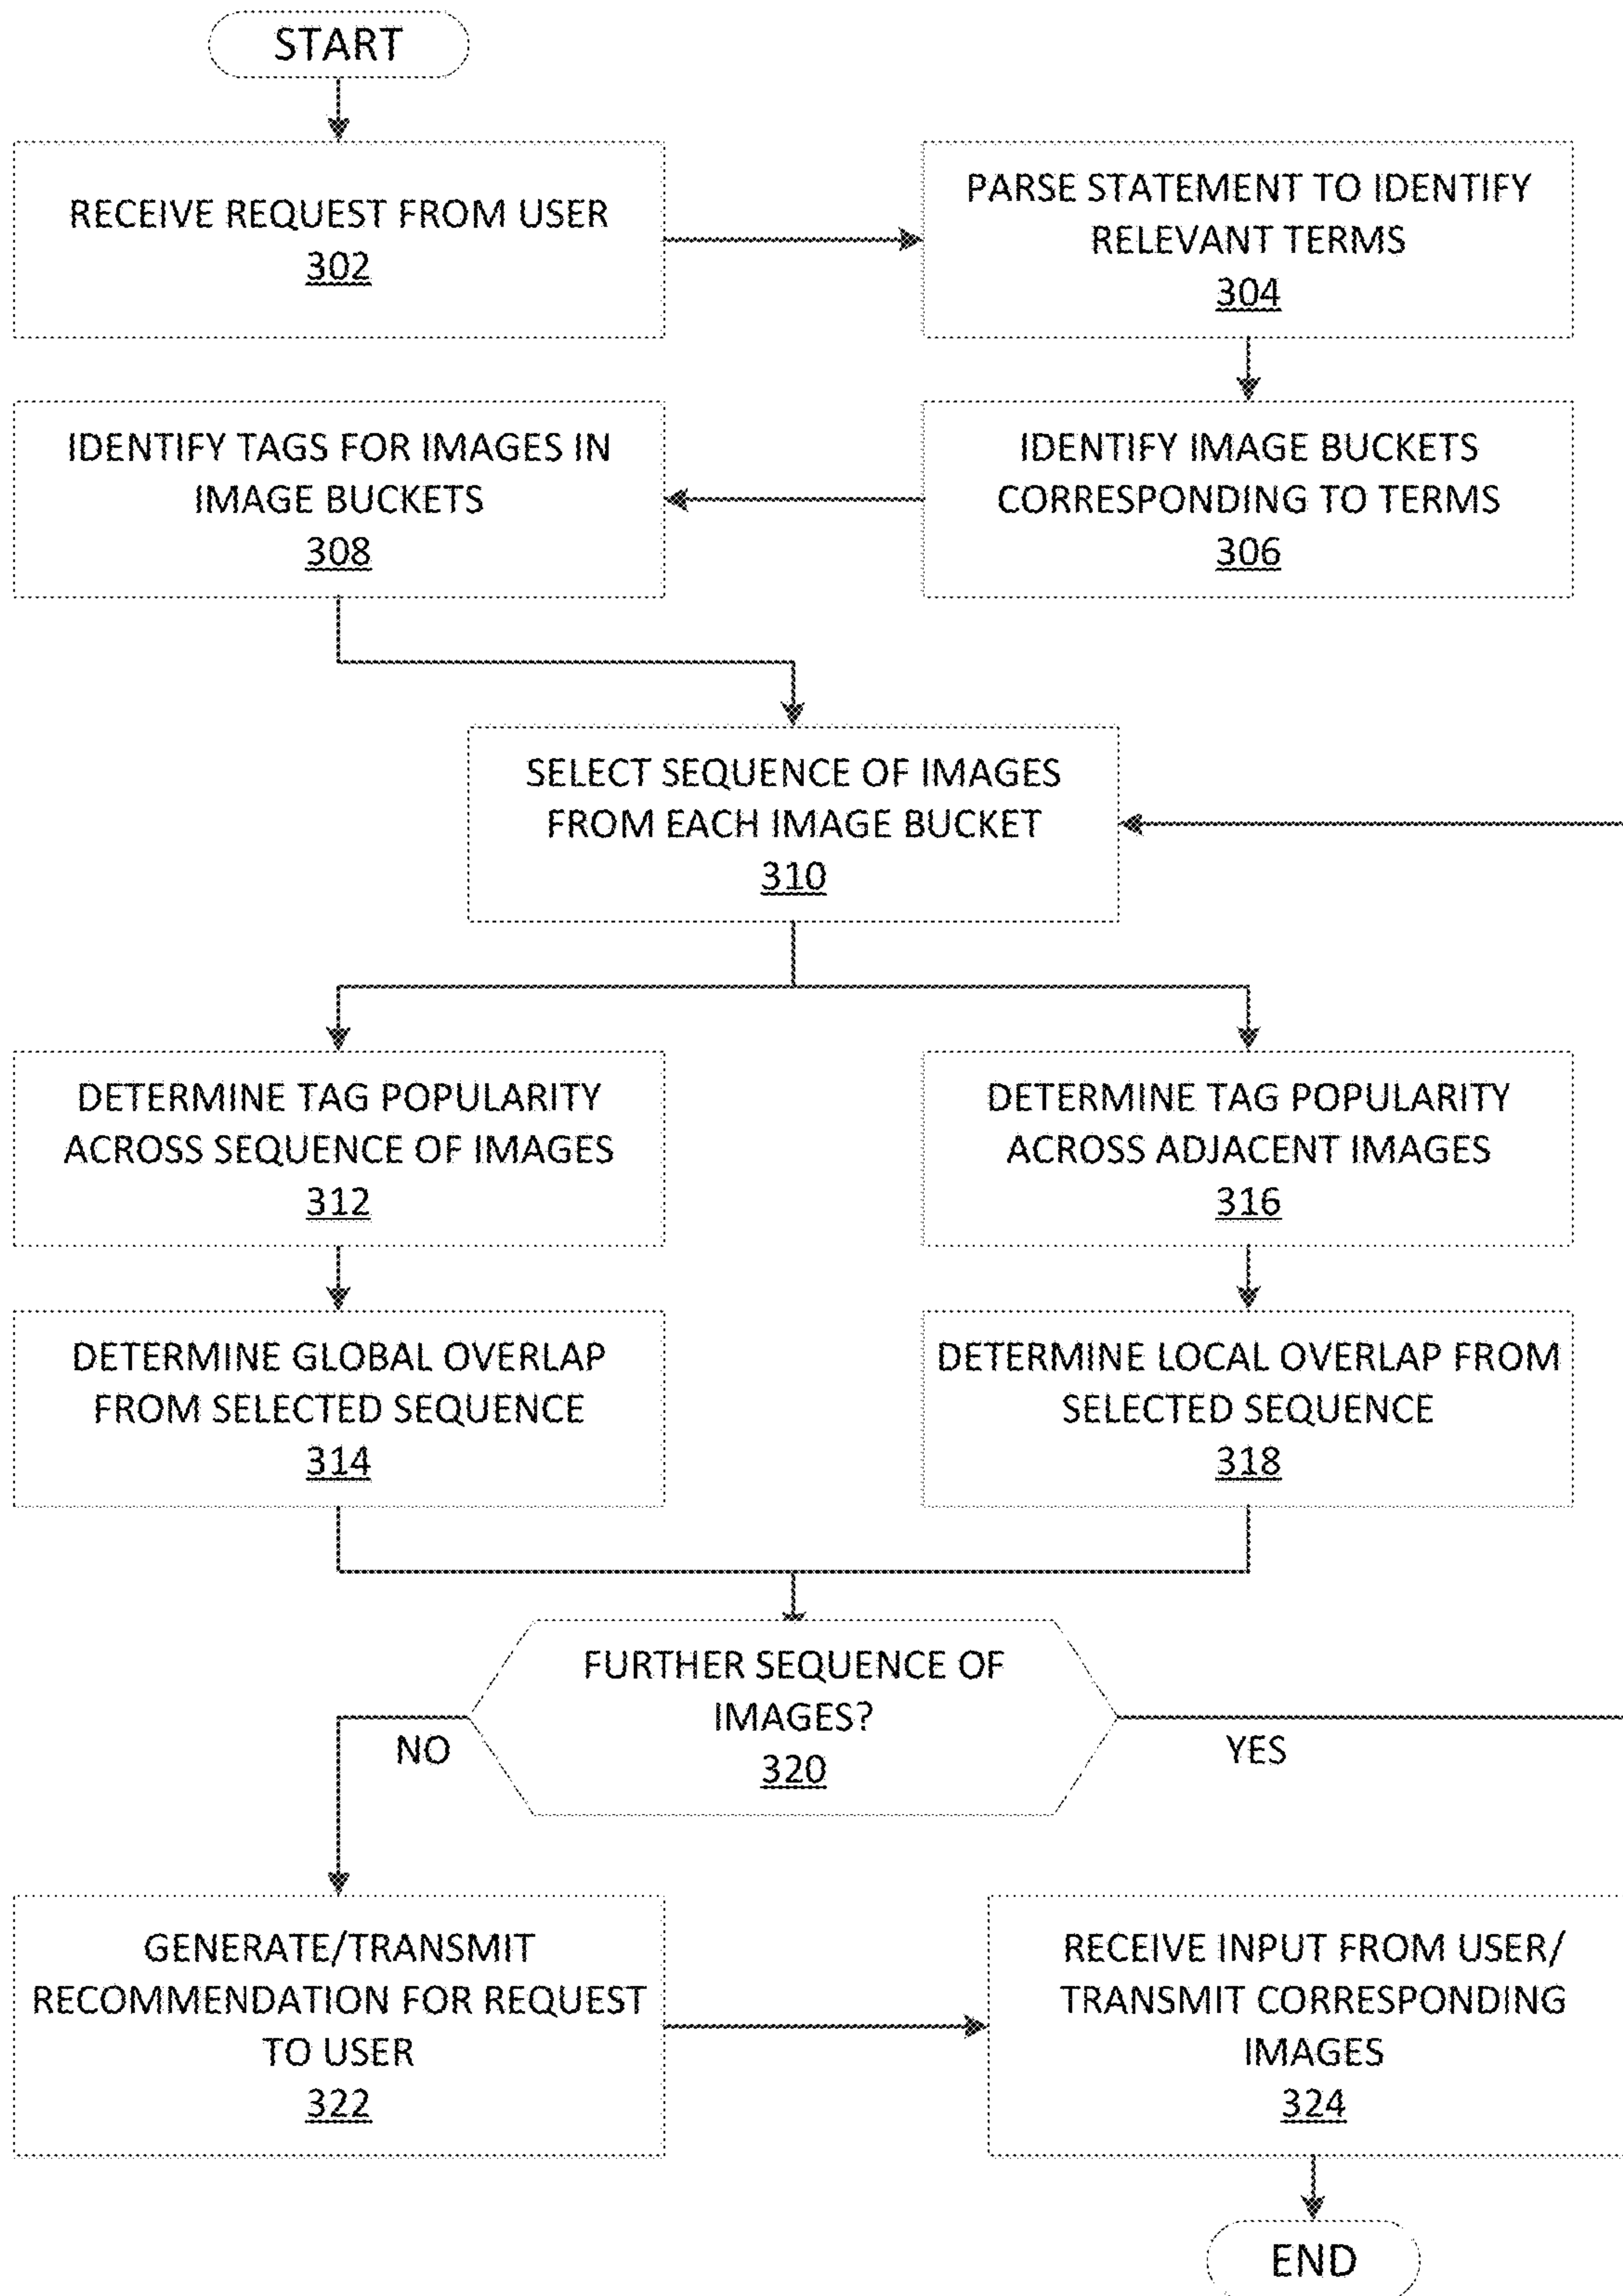 START
RECEIVE REQUEST FROM USER
302
PARSE STATEMENT TO IDENTIFY
RELEVANT TERMS
304
IDENTIFY IMAGE BUCKETS
CORRESPONDING TO TERMS
306
IDENTIFY TAGS FOR IMAGES IN
IMAGE BUCKETS
308
SELECT SEQUENCE OF IMAGES
FROM EACH IMAGE BUCKET
310
DETERMINE TAG POPULARITY
ACROSS SEQUENCE OF IMAGES
312
DETERMINE GLOBAL OVERLAP
FROM SELECTED SEQUENCE
314
DETERMINE TAG POPULARITY
ACROSS ADJACENT IMAGES
316
DETERMINE LOCAL OVERLAP FROM
SELECTED SEQUENCE
318
FURTHER SEQUENCE OF
IMAGES?
320
NO
YES
GENERATE/TRANSMIT
RECOMMENDATION FOR REQUEST
TO USER
322
RECEIVE INPUT FROM USER/
TRANSMIT CORRESPONDING
IMAGES
324
END